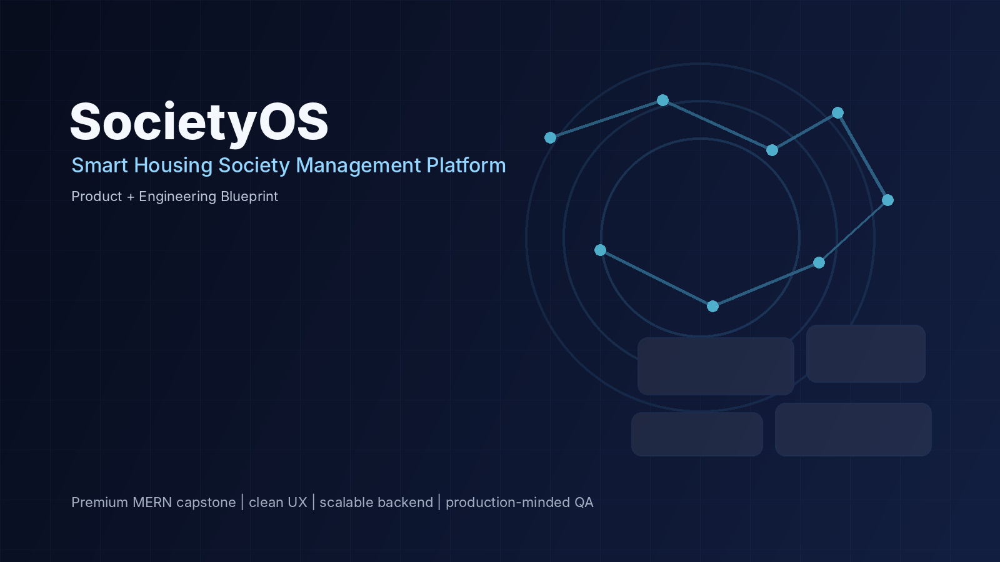 SocietyOS
Smart Housing Society Management Platform
Product + Engineering Blueprint
Premium MERN capstone | clean UX | scalable backend | production-minded QA